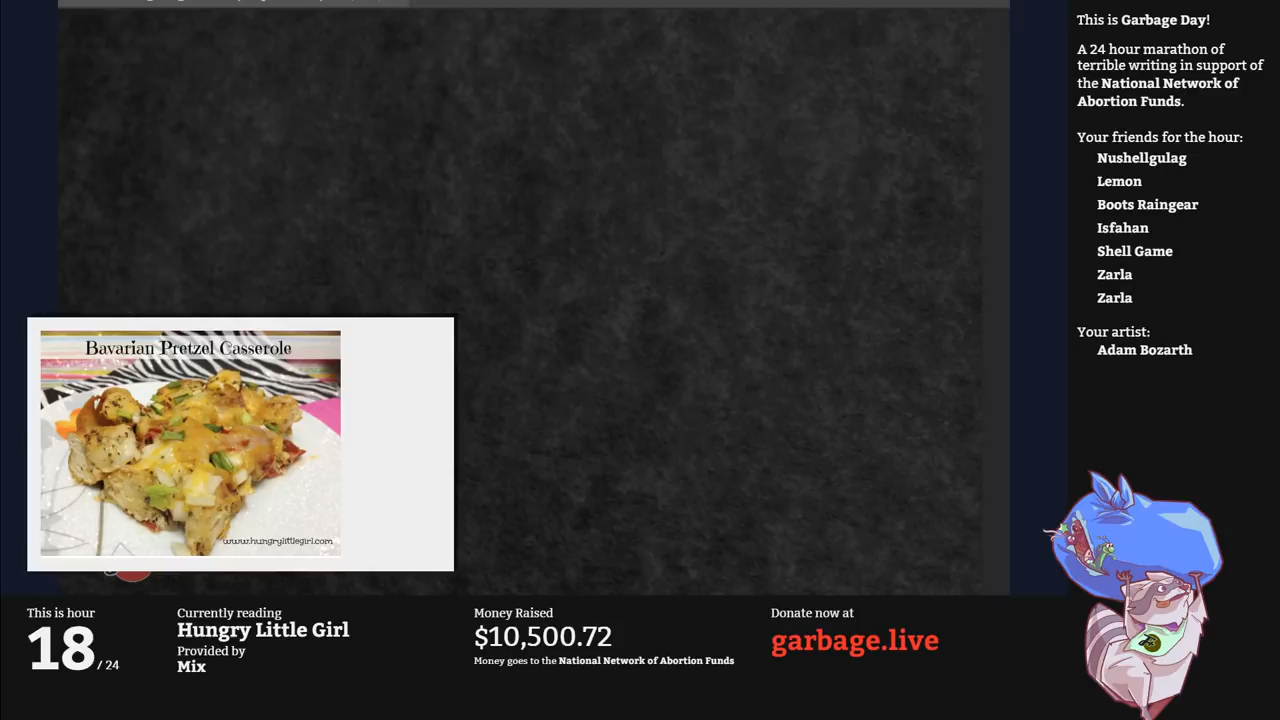 This is Garbage Day!
A 24 hour marathon of
terrible writing in support of
the National Network of
Abortion Funds.
Your friends for the hour:
Nushellgulag
Lemon
Boots Raingear
Isfahan
Shell Game
Zarla
Zarla
Your artist:
Adam Bozarth
Bavarian Pretzel Casserole
www.hungrylittlegirl.com
This is hour
18 / 24
Currently reading
Hungry Little Girl
Provided by
Mix
Money Raised
$10,500.72
Money goes to the National Network of Abortion Funds
Donate now at
garbage.live